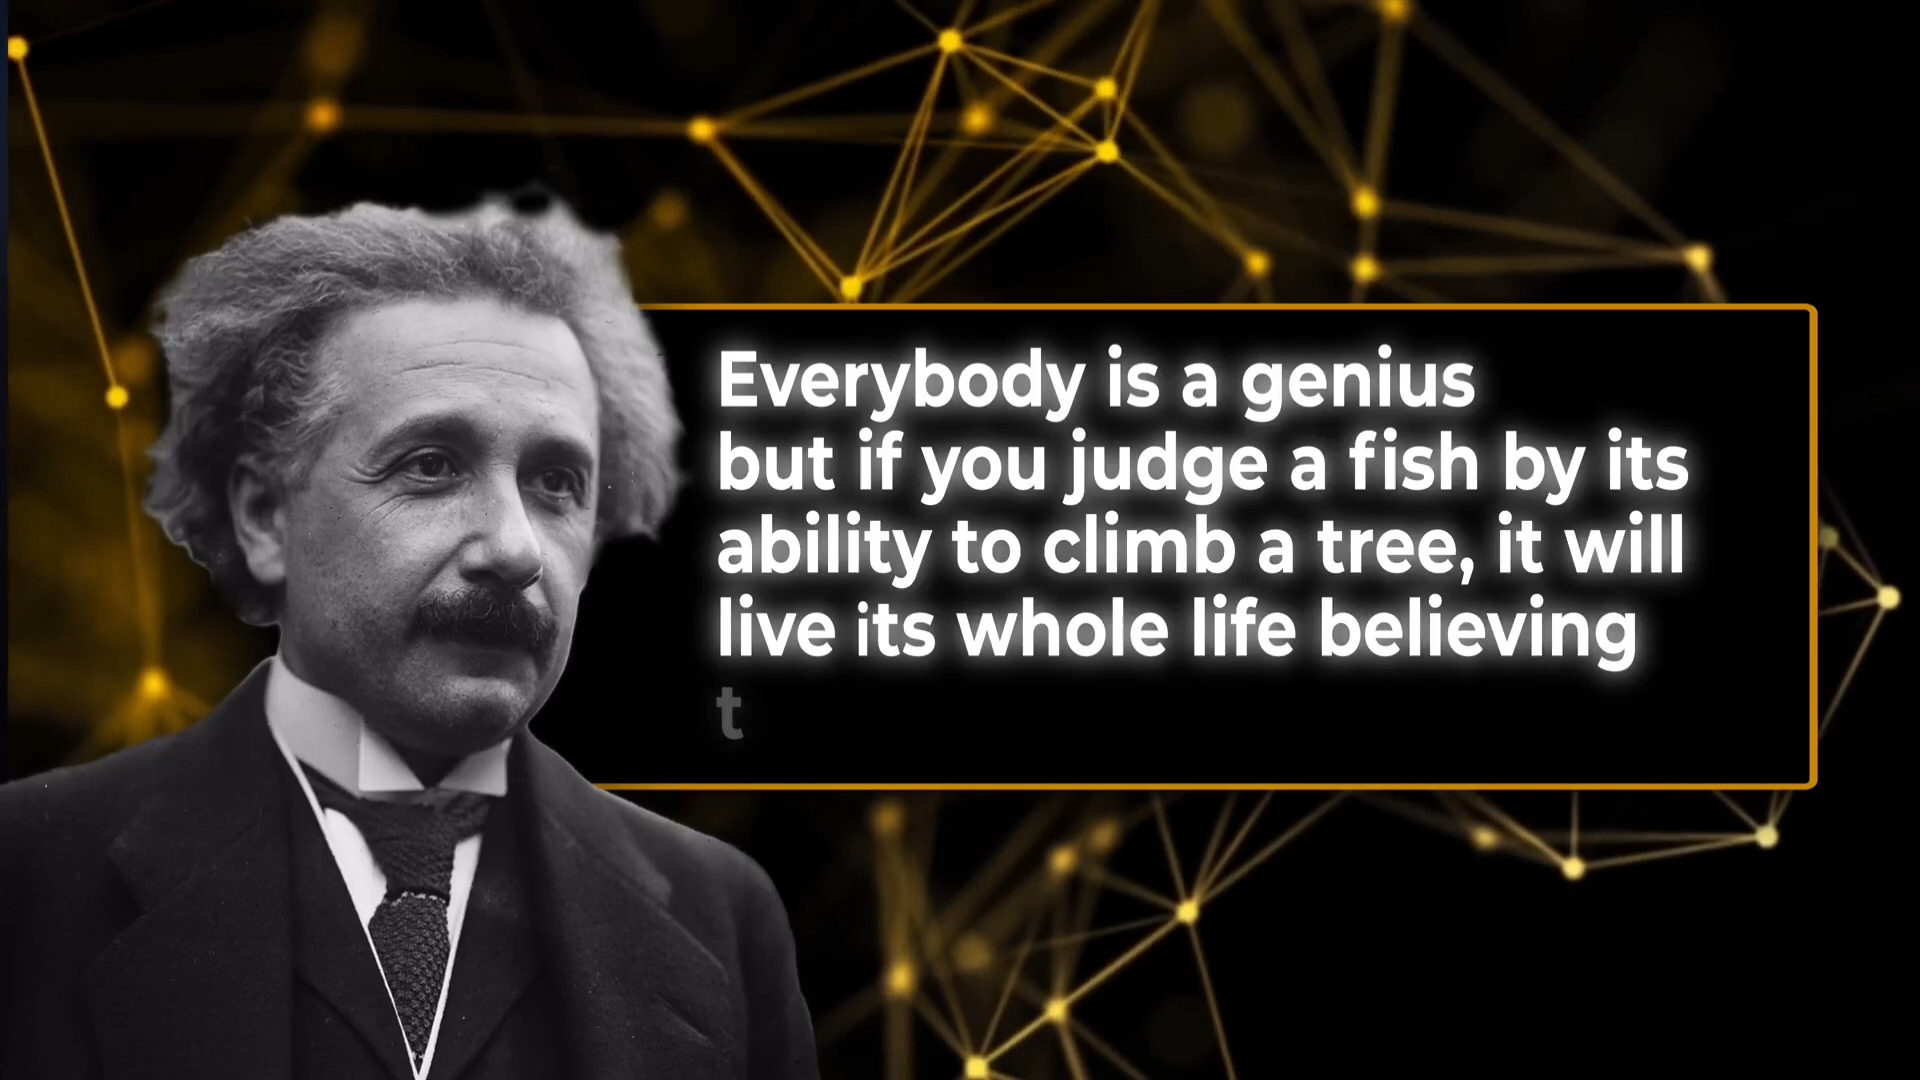 Everybody is a genius
but if you judge a fish by its
ability to climb a tree, it will
live its whole life believing
t